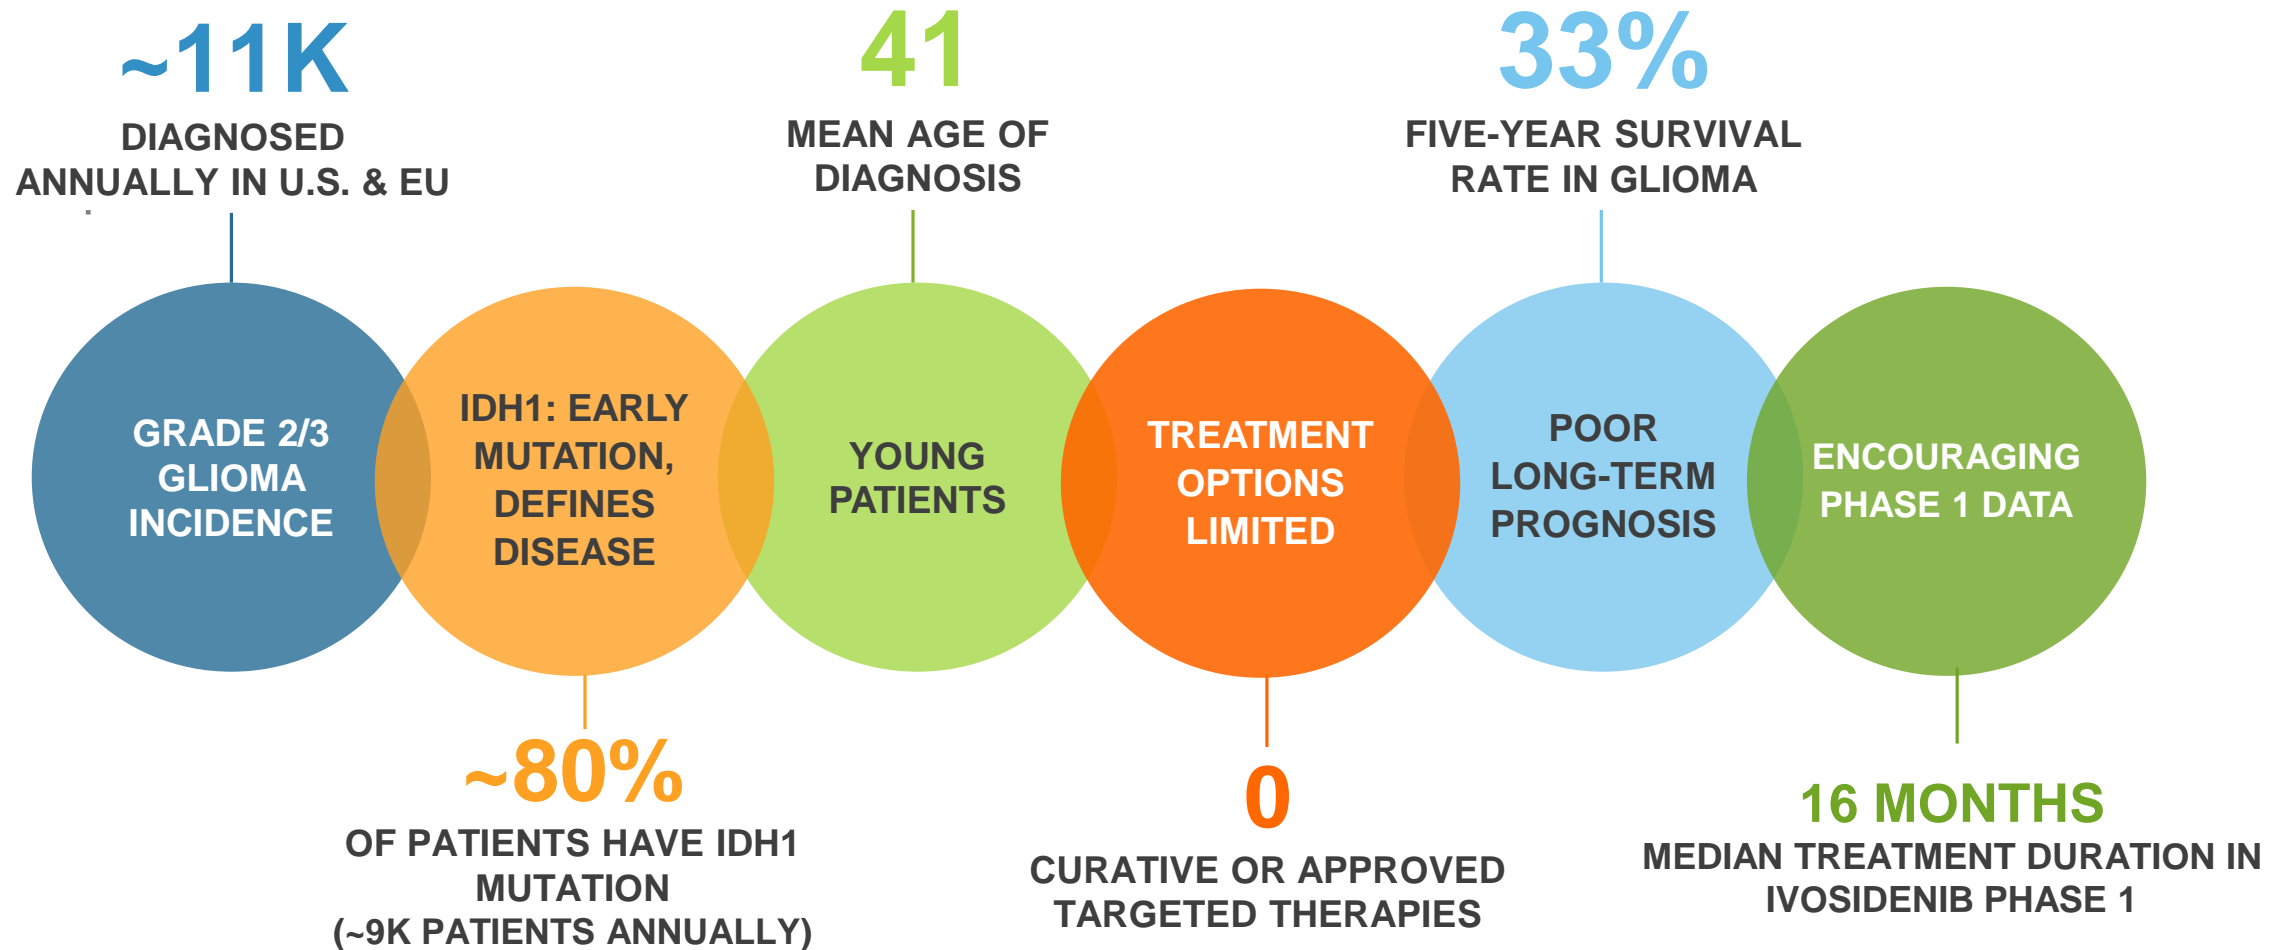 ~11K
DIAGNOSED
ANNUALLY IN U.S. & EU
41
MEAN AGE OF
DIAGNOSIS
33%
FIVE-YEAR SURVIVAL
RATE IN GLIOMA
GRADE 2/3
GLIOMA
INCIDENCE
IDH1: EARLY
MUTATION,
DEFINES
DISEASE
YOUNG
PATIENTS
TREATMENT
OPTIONS
LIMITED
POOR
LONG-TERM
PROGNOSIS
ENCOURAGING
PHASE 1 DATA
~80%
OF PATIENTS HAVE IDH1
MUTATION
(~9K PATIENTS ANNUALLY)
0
CURATIVE OR APPROVED
TARGETED THERAPIES
16 MONTHS
MEDIAN TREATMENT DURATION IN
IVOSIDENIB PHASE 1